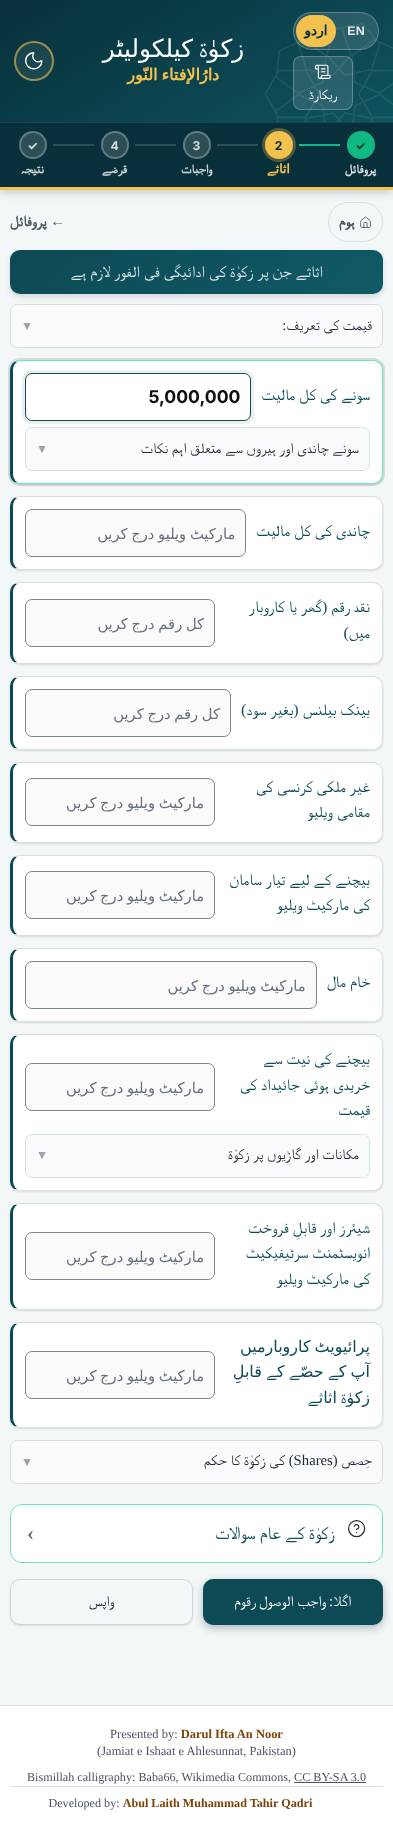 زکوٰۃ کیلکولیٹر
دارُالإفتاء النّور
اردو EN
ریکارڈ
پروفائل
2 اثاثے
3 واجبات
4 قرضے
نتیجہ
ہوم
← پروفائل
اثاثے جن پر زکوٰۃ کی ادائیگی فی الفور لازم ہے
قیمت کی تعریف: ▼
سونے کی کل مالیت
5,000,000
سونے چاندی اور ہیروں سے متعلق اہم نکات ▼
چاندی کی کل مالیت
مارکیٹ ویلیو درج کریں
نقد رقم (گھر یا کاروبار
میں)
کل رقم درج کریں
بینک بیلنس (بغیر سود)
کل رقم درج کریں
غیر ملکی کرنسی کی
مقامی ویلیو
مارکیٹ ویلیو درج کریں
بیچنے کے لیے تیار سامان
کی مارکیٹ ویلیو
مارکیٹ ویلیو درج کریں
خام مال
مارکیٹ ویلیو درج کریں
بیچنے کی نیت سے
خریدی ہوئی جائیداد کی
قیمت
مارکیٹ ویلیو درج کریں
مکانات اور گاڑیوں پر زکوٰۃ ▼
شیئرز اور قابلِ فروخت
انویسٹمنٹ سرٹیفیکیٹ
کی مارکیٹ ویلیو
مارکیٹ ویلیو درج کریں
پرائیویٹ کاروبارمیں
آپ کے حصّے کے قابلِ
زکوٰۃ اثاثے
مارکیٹ ویلیو درج کریں
حِصص (Shares) کی زکوٰۃ کا حکم ▼
زکوٰۃ کے عام سوالات ‹
اگلا: واجب الوصول رقوم
واپس
Presented by: Darul Ifta An Noor
(Jamiat e Ishaat e Ahlesunnat, Pakistan)
Bismillah calligraphy: Baba66, Wikimedia Commons, CC BY-SA 3.0
Developed by: Abul Laith Muhammad Tahir Qadri